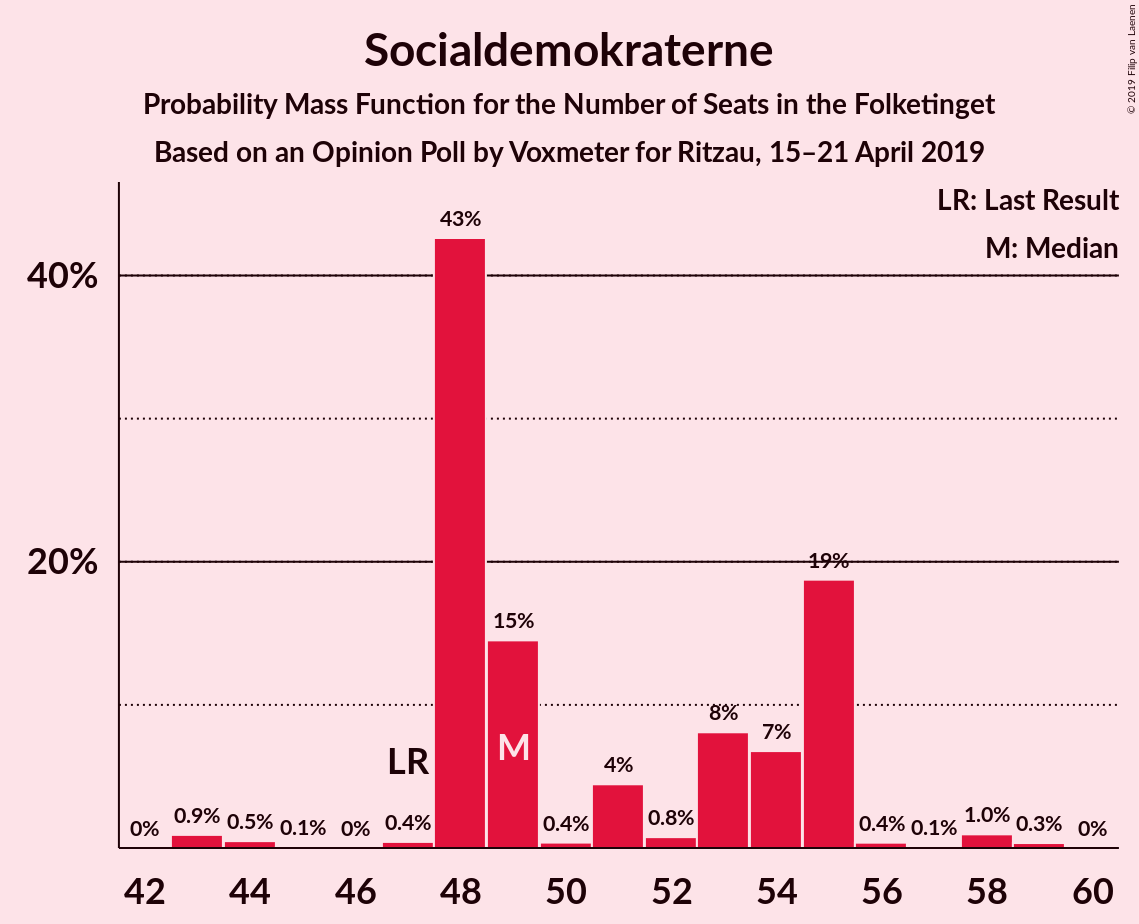 Socialdemokraterne
Probability Mass Function for the Number of Seats in the Folketinget
Based on an Opinion Poll by Voxmeter for Ritzau, 15–21 April 2019
© 2019 Filip van Laenen
LR: Last Result
M: Median
40%
20%
0%
0.9%
0.5%
0.1%
0%
0.4%
43%
15%
0.4%
4%
0.8%
8%
7%
19%
0.4%
0.1%
1.0%
0.3%
0%
LR
M
42 44 46 48 50 52 54 56 58 60